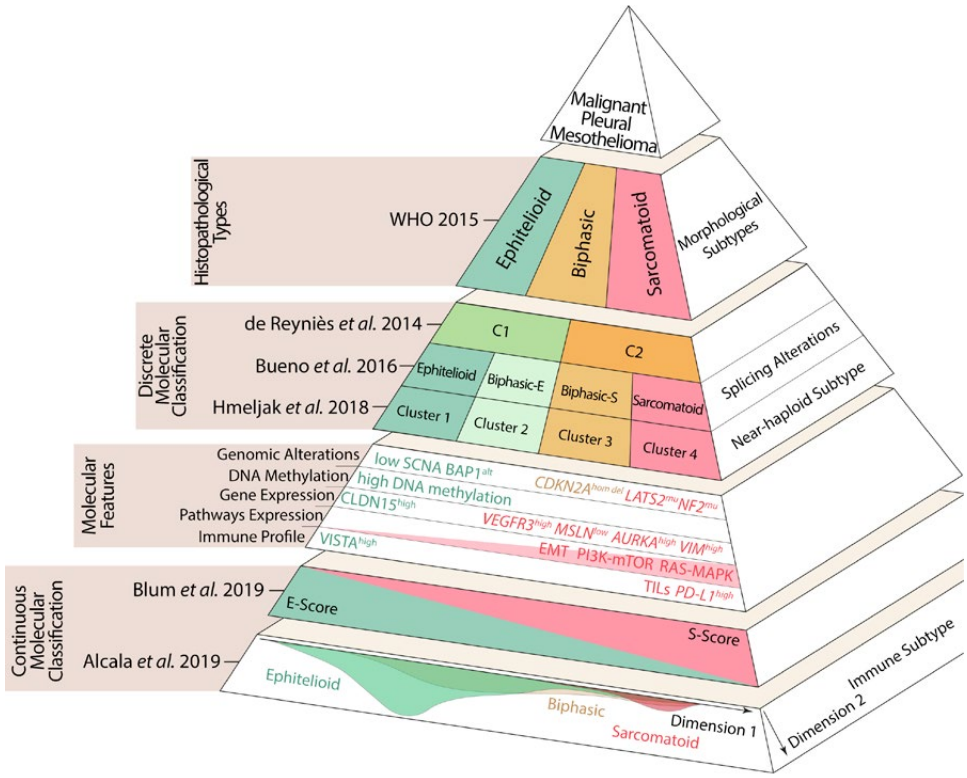 Malignant
Pleural
Mesothelioma
Histopathological
Types
WHO 2015
Ephitelioid
Biphasic
Sarcomatoid
Morphological
Subtypes
Discrete
Molecular
Classification
de Reyniès et al. 2014
C1
C2
Bueno et al. 2016
Ephitelioid
Biphasic-E
Biphasic-S
Sarcomatoid
Hmeljak et al. 2018
Cluster 1
Cluster 2
Cluster 3
Cluster 4
Splicing Alterations
Near-haploid Subtype
Molecular
Features
Genomic Alterations
DNA Methylation
Gene Expression
Pathways Expression
Immune Profile
low SCNA BAP1alt
CDKN2Ahom del LATS2mu NF2mu
high DNA methylation
CLDN15high
VEGFR3high MSLNlow AURKAhigh VIMhigh
EMT PI3K-mTOR RAS-MAPK
VISTAhigh
TILs PD-L1high
Continuous
Molecular
Classification
Blum et al. 2019
E-Score
S-Score
Alcala et al. 2019
Ephitelioid
Biphasic
Sarcomatoid
Dimension 1
Immune Subtype
Dimension 2